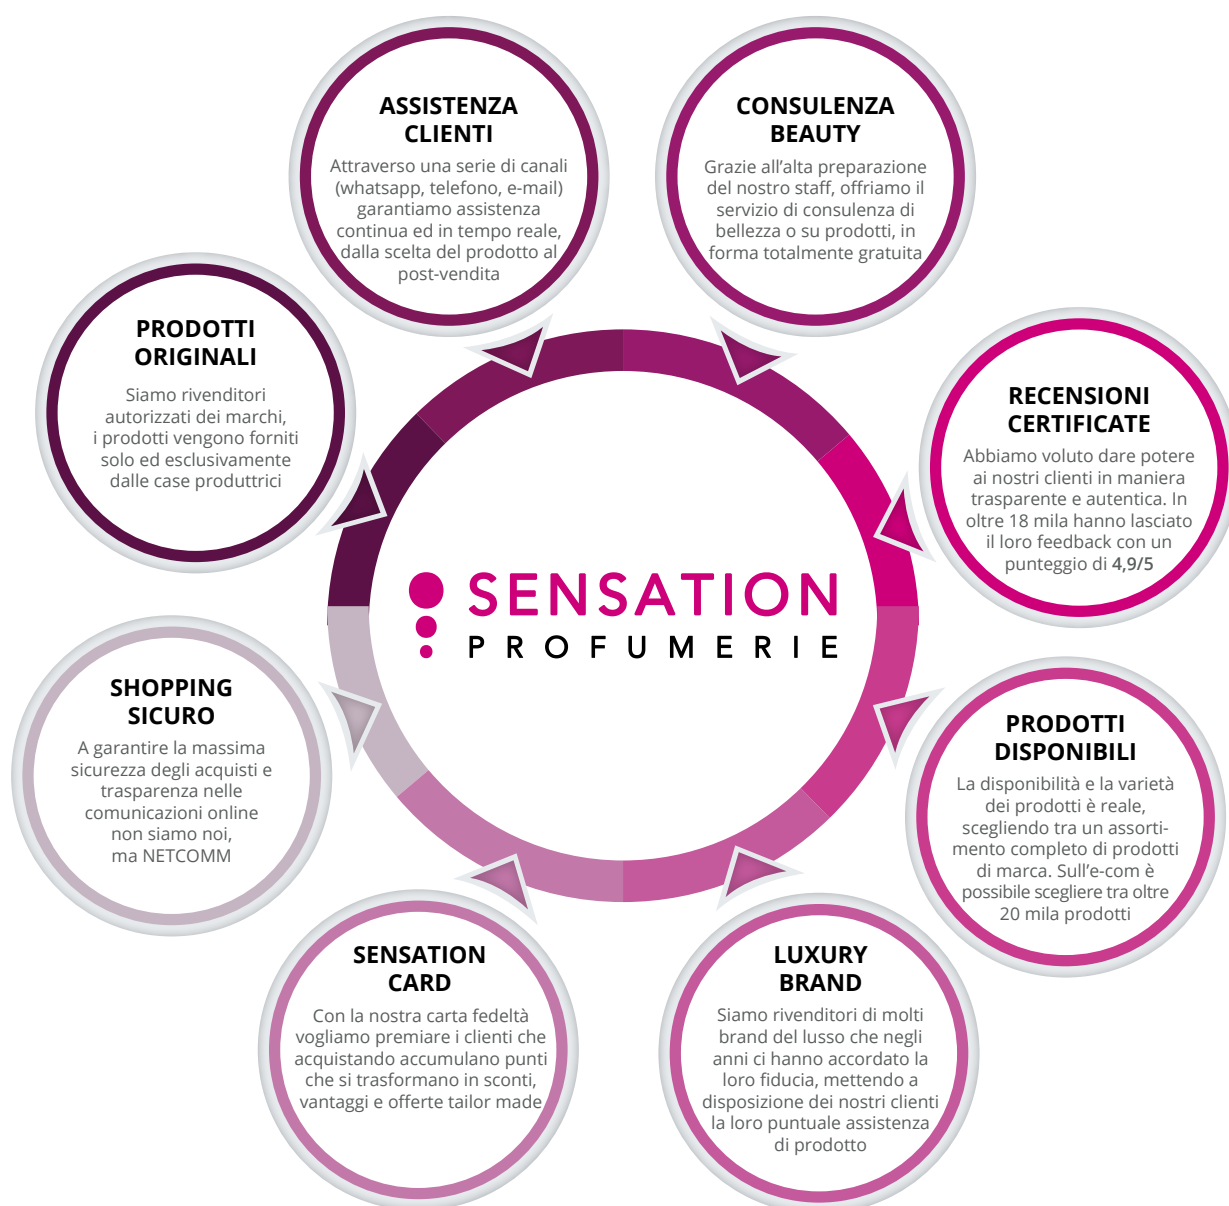 ASSISTENZA
CLIENTI
Attraverso una serie di canali
(whatsapp, telefono, e-mail)
garantiamo assistenza
continua ed in tempo reale,
dalla scelta del prodotto al
post-vendita
CONSULENZA
BEAUTY
Grazie all’alta preparazione
del nostro staff, offriamo il
servizio di consulenza di
bellezza o su prodotti, in
forma totalmente gratuita
PRODOTTI
ORIGINALI
Siamo rivenditori
autorizzati dei marchi,
i prodotti vengono forniti
solo ed esclusivamente
dalle case produttrici
RECENSIONI
CERTIFICATE
Abbiamo voluto dare potere
ai nostri clienti in maniera
trasparente e autentica. In
oltre 18 mila hanno lasciato
il loro feedback con un
punteggio di 4,9/5
SENSATION
PROFUMERIE
SHOPPING
SICURO
A garantire la massima
sicurezza degli acquisti e
trasparenza nelle
comunicazioni online
non siamo noi,
ma NETCOMM
PRODOTTI
DISPONIBILI
La disponibilità e la varietà
dei prodotti è reale,
scegliendo tra un assorti-
mento completo di prodotti
di marca. Sull’e-com è
possibile scegliere tra oltre
20 mila prodotti
SENSATION
CARD
Con la nostra carta fedeltà
vogliamo premiare i clienti che
acquistando accumulano punti
che si trasformano in sconti,
vantaggi e offerte tailor made
LUXURY
BRAND
Siamo rivenditori di molti
brand del lusso che negli
anni ci hanno accordato la
loro fiducia, mettendo a
disposizione dei nostri clienti
la loro puntuale assistenza
di prodotto